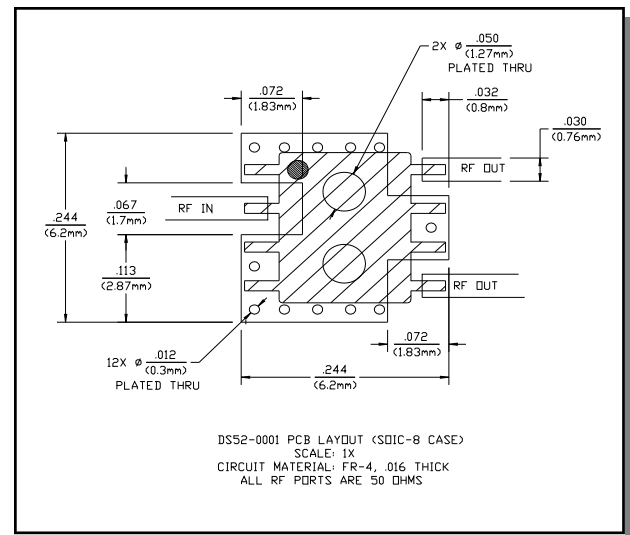 2X ø .050
(1.27mm)
PLATED THRU
.072
(1.83mm)
.032
(0.8mm)
.030
(0.76mm)
RF OUT
.067
(1.7mm)
RF IN
.244
(6.2mm)
.113
(2.87mm)
RF OUT
.072
(1.83mm)
12X ø .012
(0.3mm)
PLATED THRU
.244
(6.2mm)
DS52-0001 PCB LAYOUT (SOIC-8 CASE)
SCALE: 1X
CIRCUIT MATERIAL: FR-4, .016 THICK
ALL RF PORTS ARE 50 OHMS